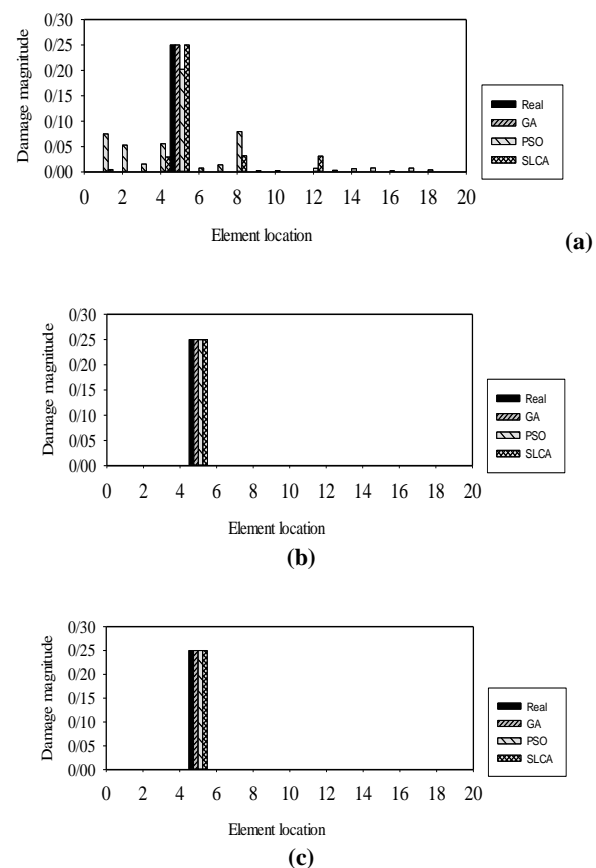 Damage magnitude
0/30
0/25
0/20
0/15
0/10
0/05
0/00
0 2 4 6 8 10 12 14 16 18 20
Element location
Real
GA
PSO
SLCA
(a)
Damage magnitude
0/30
0/25
0/20
0/15
0/10
0/05
0/00
0 2 4 6 8 10 12 14 16 18 20
Element location
Real
GA
PSO
SLCA
(b)
Damage magnitude
0/30
0/25
0/20
0/15
0/10
0/05
0/00
0 2 4 6 8 10 12 14 16 18 20
Element location
Real
GA
PSO
SLCA
(c)